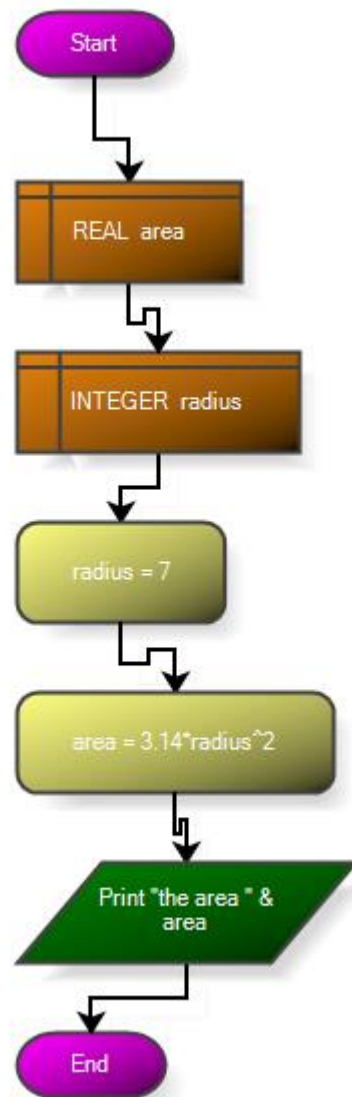 Start
REAL area
INTEGER radius
radius = 7
area = 3.14*radius^2
Print "the area " &
area
End